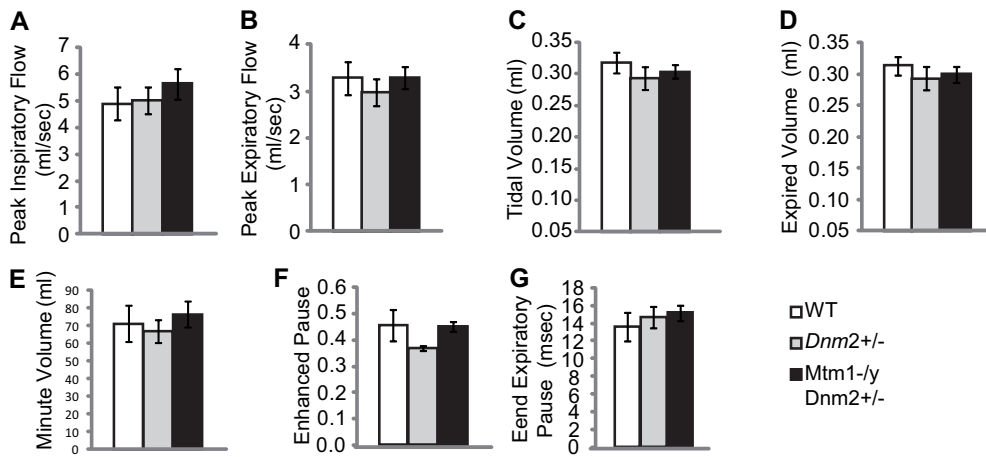 A
Peak Inspiratory Flow
(ml/sec)
7
6
5
4
3
2
1
0
B
Peak Expiratory Flow
(ml/sec)
4
3
2
1
0
C
Tidal Volume (ml)
0.35
0.30
0.25
0.20
0.15
0.10
0.05
D
Expired Volume (ml)
0.35
0.30
0.25
0.20
0.15
0.10
0.05
E
Minute Volume (ml)
90
80
70
60
50
40
30
20
10
0
F
Enhanced Pause
0.6
0.5
0.4
0.3
0.2
0.1
0.0
G
Eend Expiratory
Pause (msec)
18
16
14
12
10
8
6
4
2
0
WT
Dnm2+/-
Mtm1-/y
Dnm2+/-